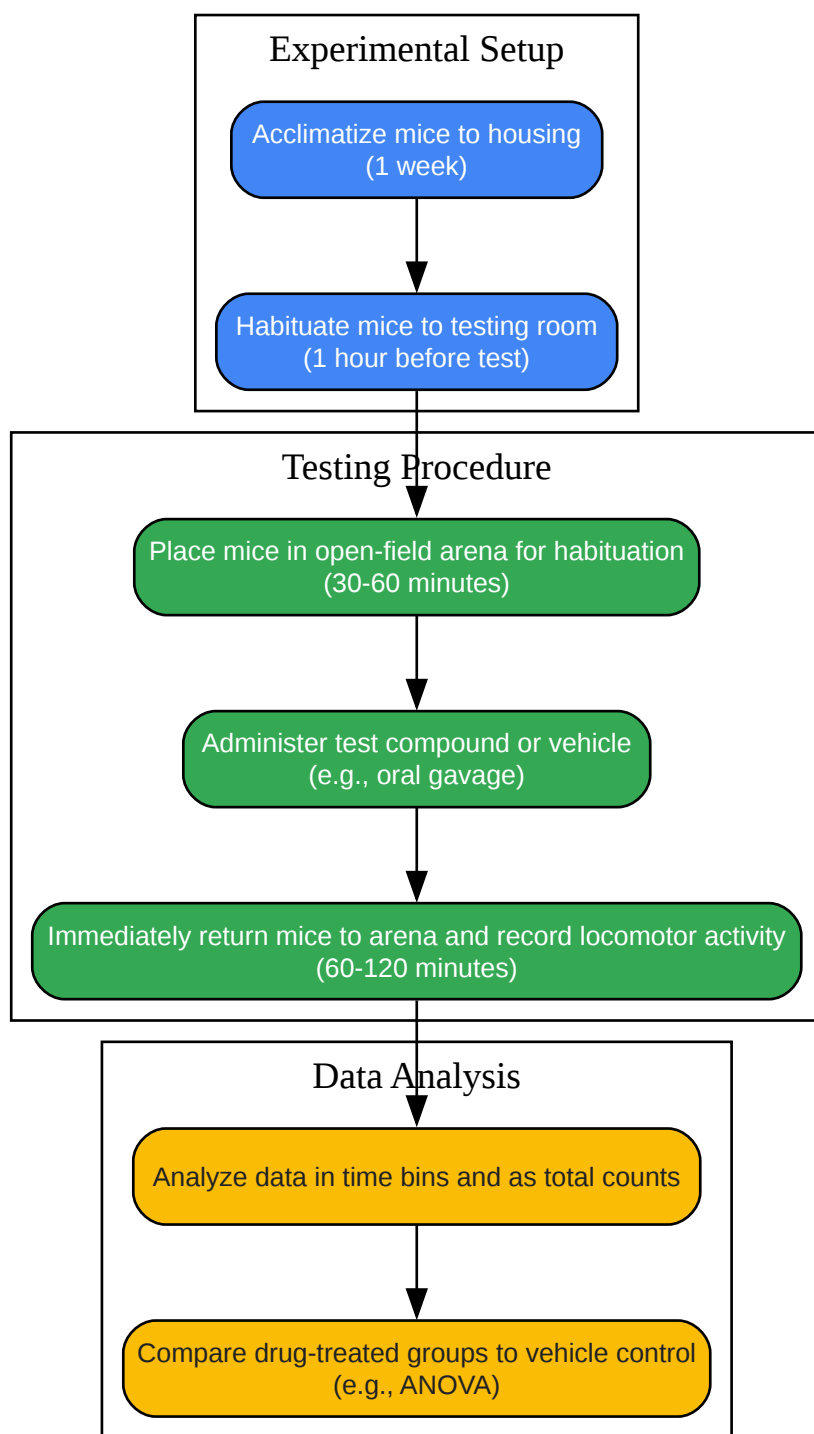 Experimental Setup
Acclimatize mice to housing
(1 week)
Habituate mice to testing room
(1 hour before test)
Testing Procedure
Place mice in open-field arena for habituation
(30-60 minutes)
Administer test compound or vehicle
(e.g., oral gavage)
Immediately return mice to arena and record locomotor activity
(60-120 minutes)
Data Analysis
Analyze data in time bins and as total counts
Compare drug-treated groups to vehicle control
(e.g., ANOVA)